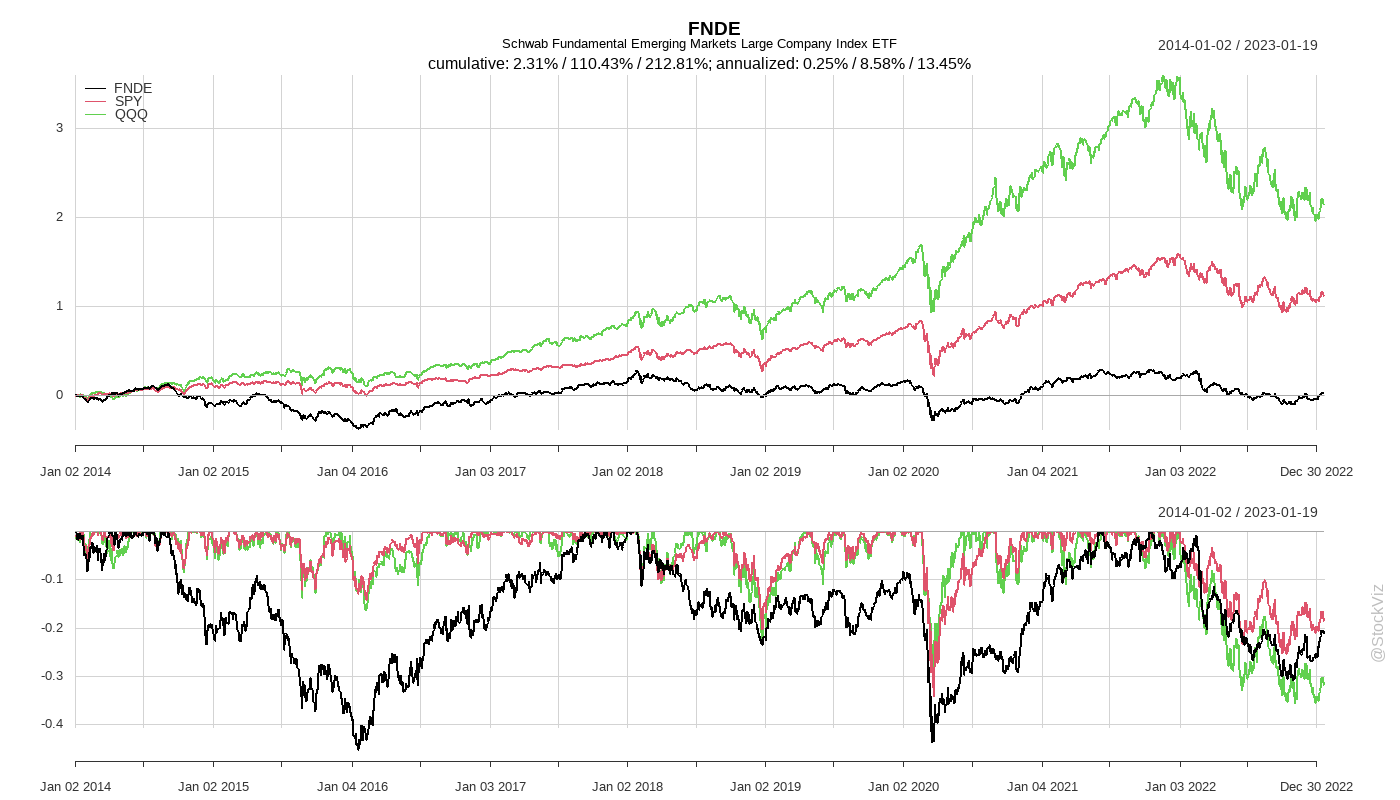 FNDE
Schwab Fundamental Emerging Markets Large Company Index ETF
2014-01-02 / 2023-01-19
cumulative: 2.31% / 110.43% / 212.81%; annualized: 0.25% / 8.58% / 13.45%
FNDE
SPY
QQQ
3
2
1
0
Jan 02 2014 Jan 02 2015 Jan 04 2016 Jan 03 2017 Jan 02 2018 Jan 02 2019 Jan 02 2020 Jan 04 2021 Jan 03 2022 Dec 30 2022
2014-01-02 / 2023-01-19
-0.1
-0.2
-0.3
-0.4
Jan 02 2014 Jan 02 2015 Jan 04 2016 Jan 03 2017 Jan 02 2018 Jan 02 2019 Jan 02 2020 Jan 04 2021 Jan 03 2022 Dec 30 2022
@StockViz